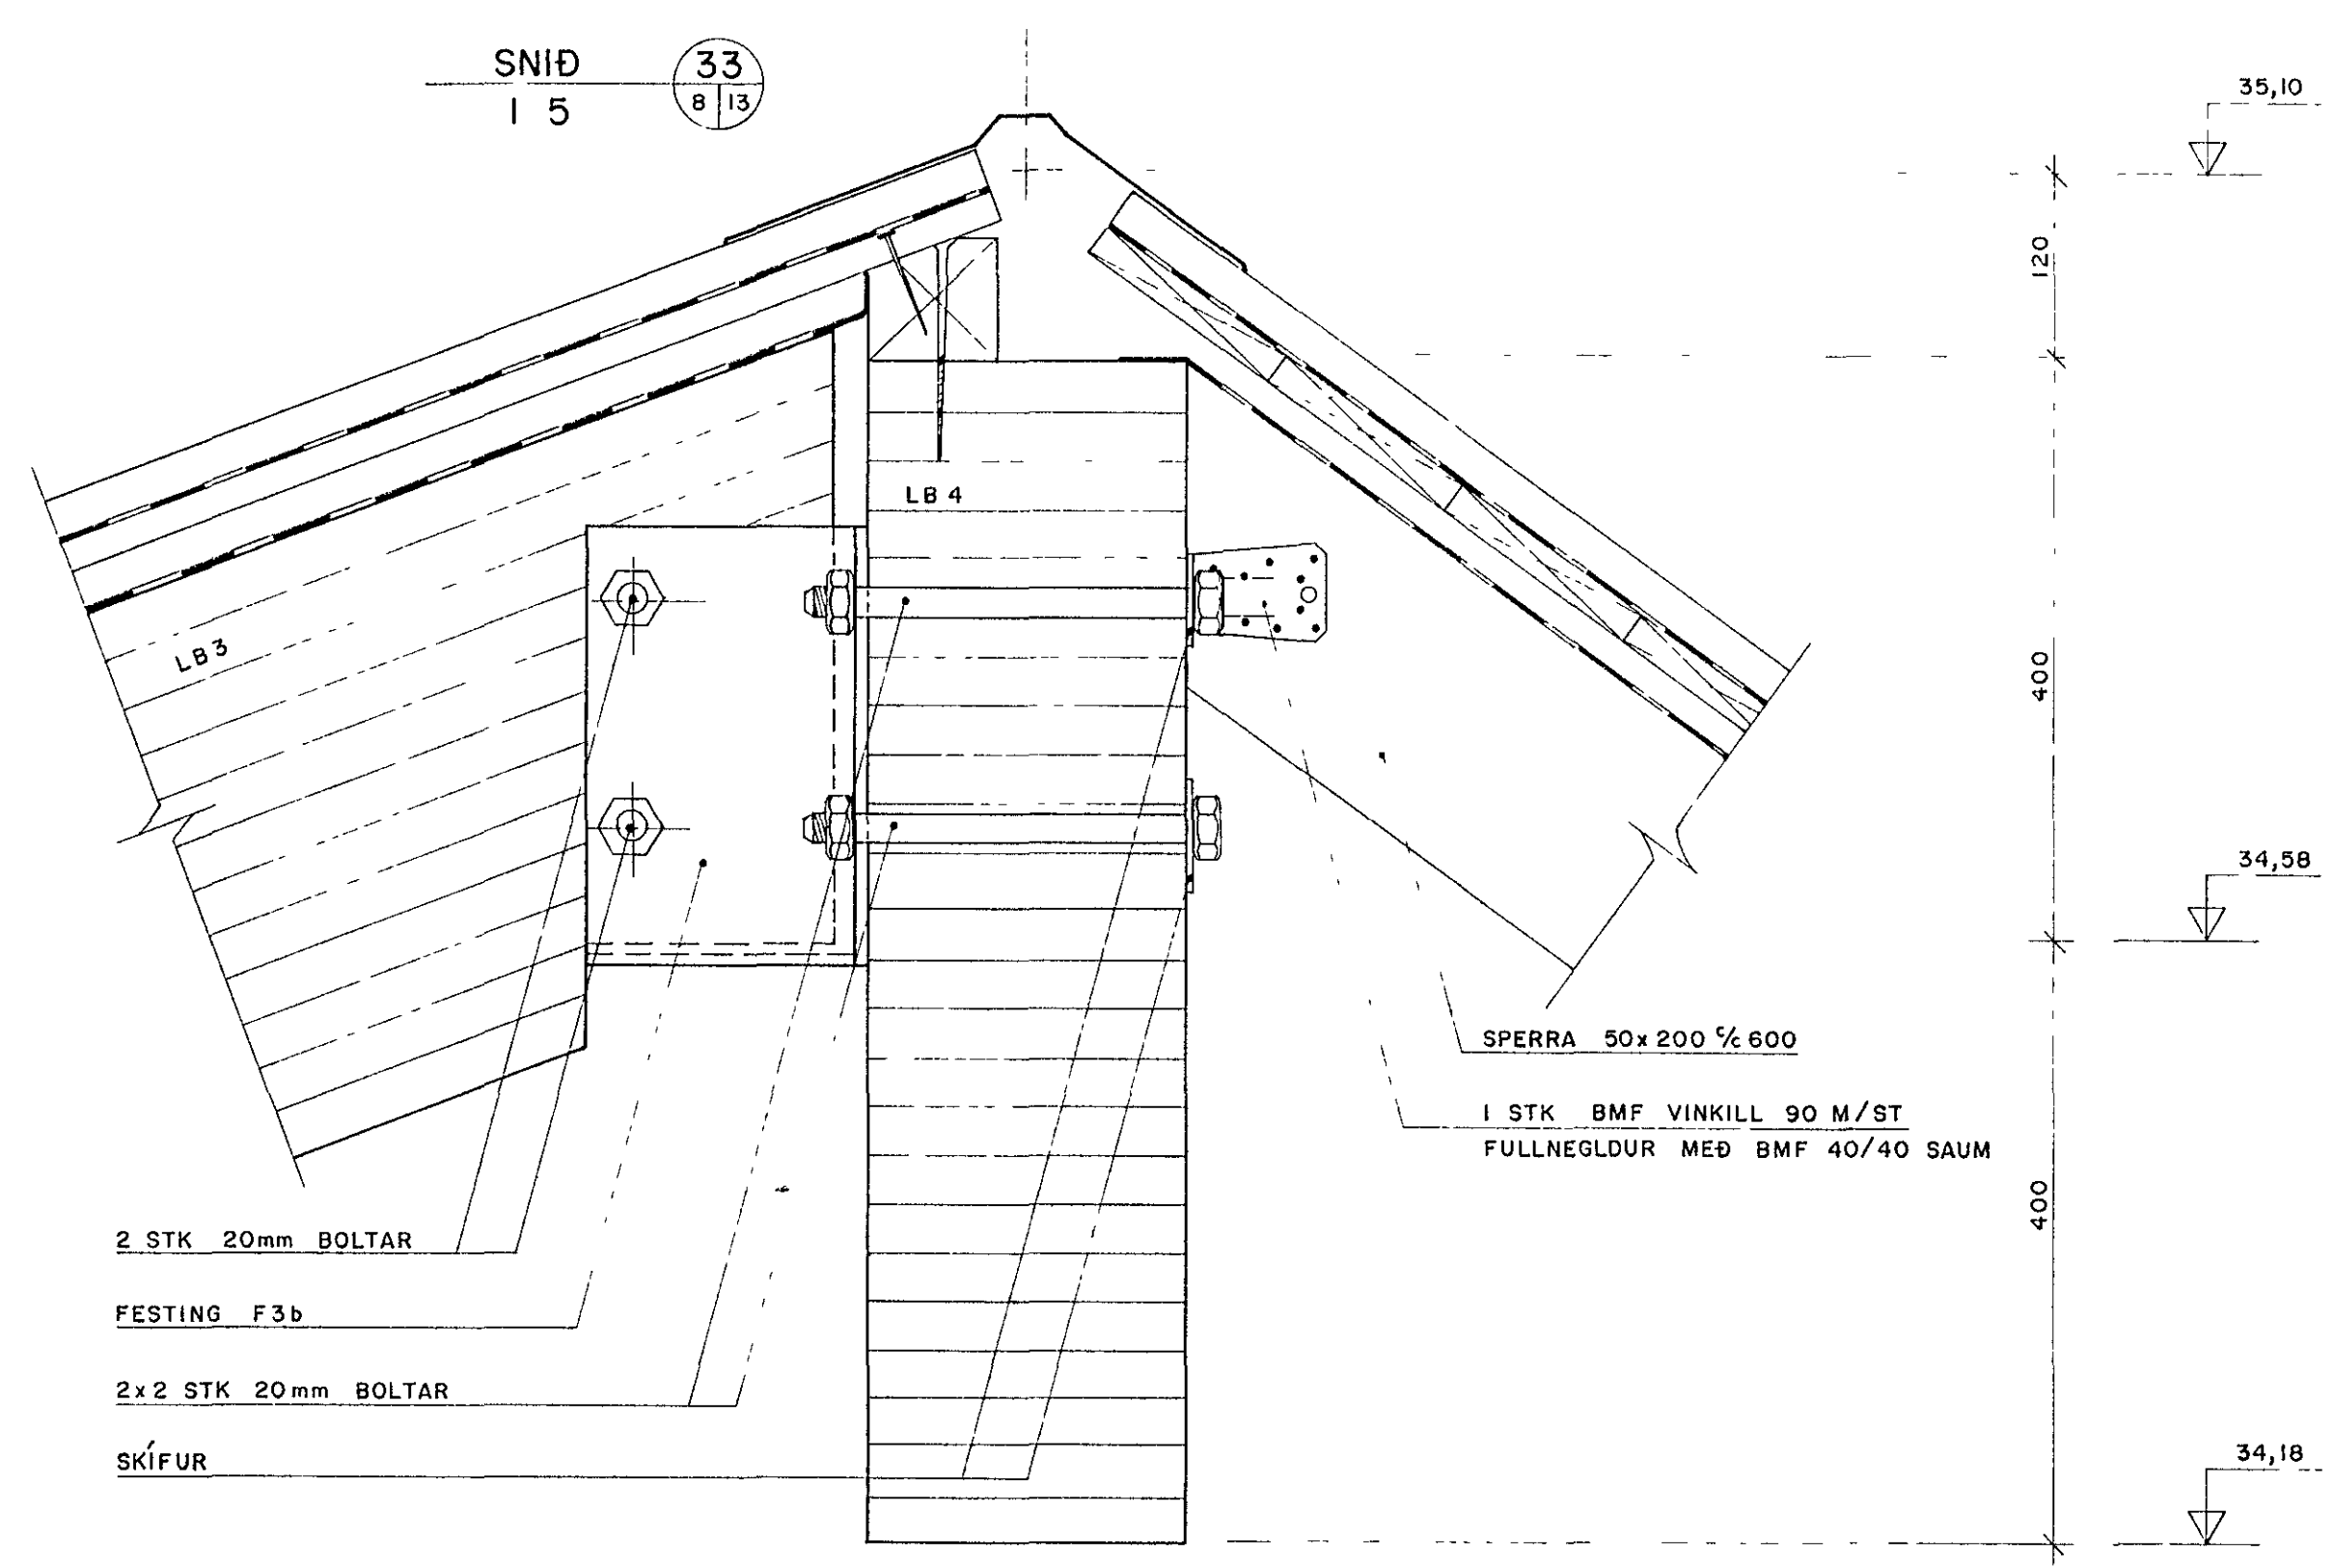 SNIÐ
1 5
33
8 13
35,10
120
LB 4
LB 3
400
34,58
SPERRA 50x200 c/c 600
1 STK BMF VINKILL 90 M/ST
FULLNEGLDUR MEÐ BMF 40/40 SAUM
400
2 STK 20mm BOLTAR
FESTING F3b
2x2 STK 20mm BOLTAR
SKÍFUR
34,18